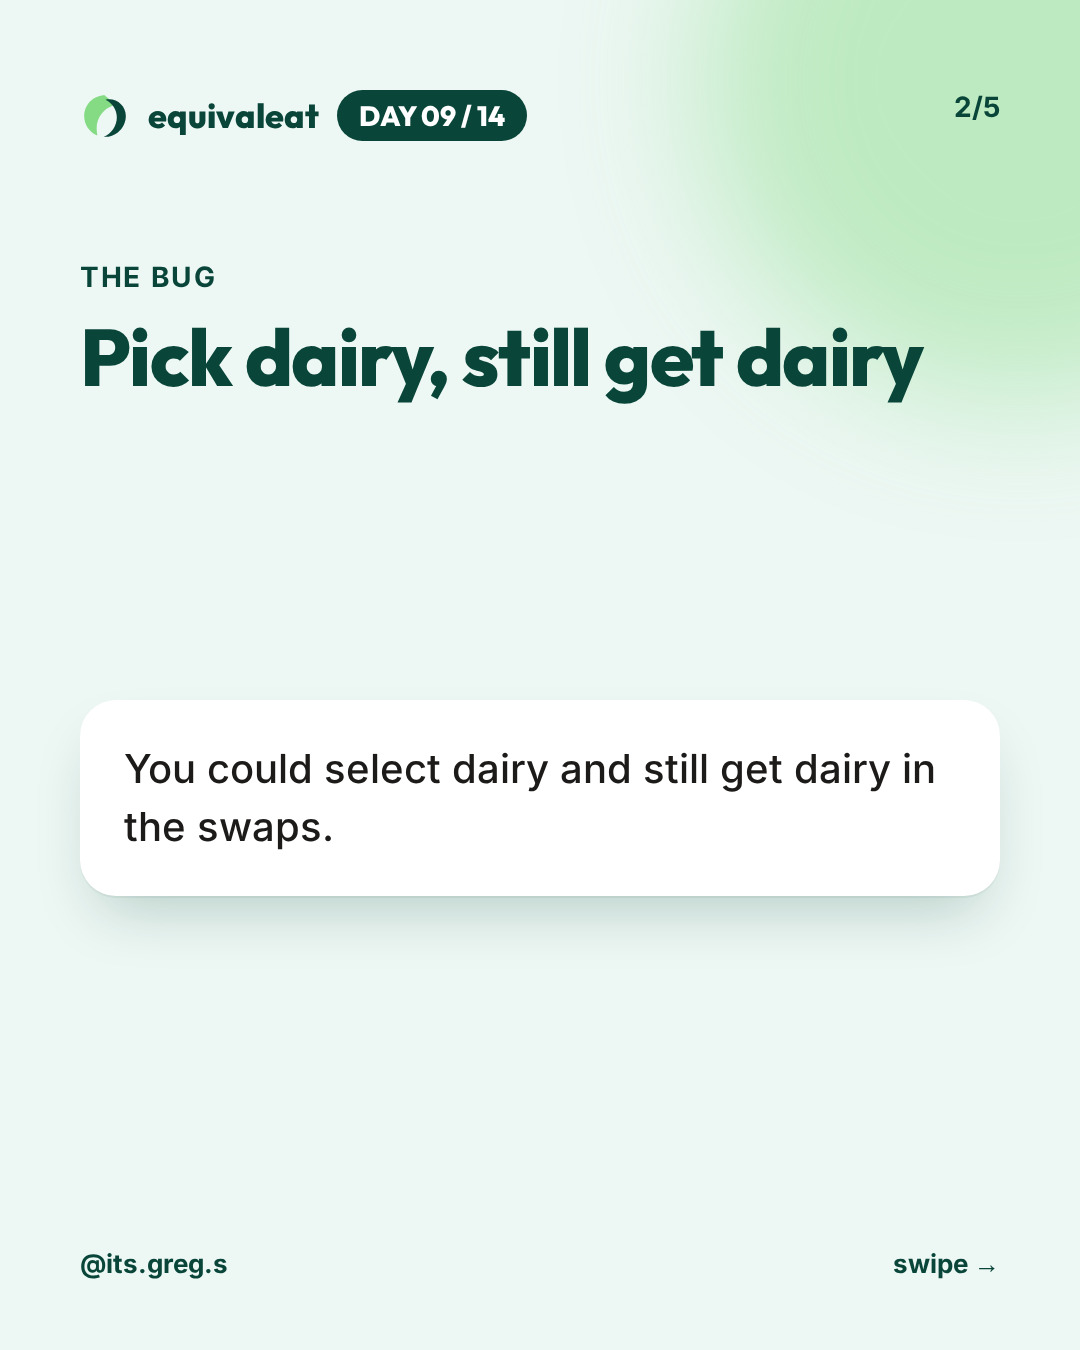 equivaleat
DAY 09 / 14
2/5
THE BUG
Pick dairy, still get dairy
You could select dairy and still get dairy in
the swaps.
@its.greg.s
swipe →